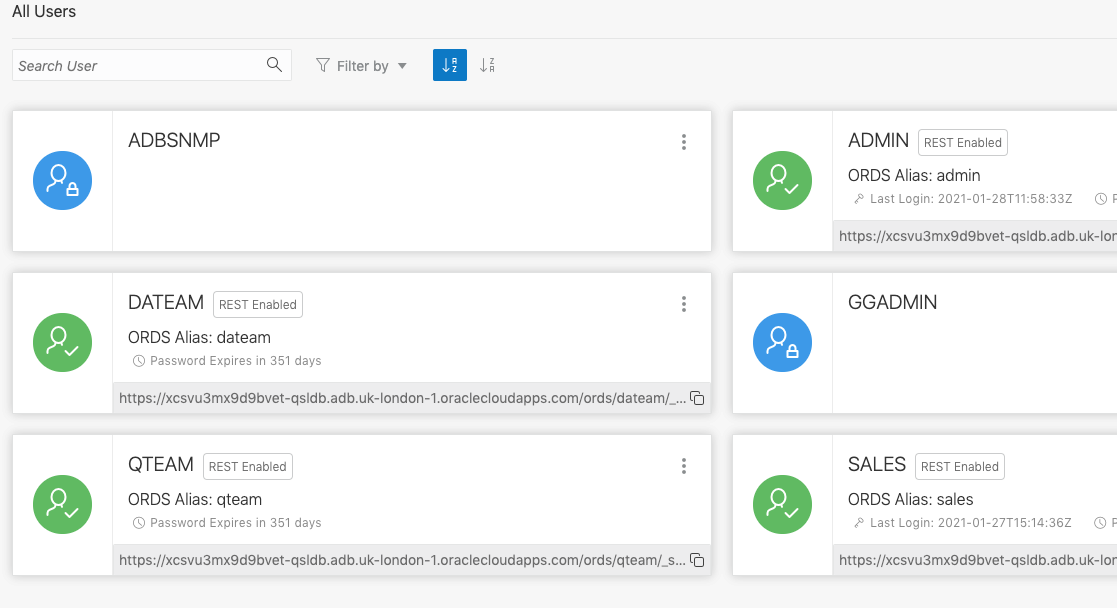 All Users
Search User
Filter by
ADBSNMP
ADMIN REST Enabled
ORDS Alias: admin
Last Login: 2021-01-28T11:58:33Z
https://xcsvu3mx9d9bvet-qsldb.adb.uk-lon
DATEAM REST Enabled
ORDS Alias: dateam
Password Expires in 351 days
https://xcsvu3mx9d9bvet-qsldb.adb.uk-london-1.oraclecloudapps.com/ords/dateam/_...
GGADMIN
QTEAM REST Enabled
ORDS Alias: qteam
Password Expires in 351 days
https://xcsvu3mx9d9bvet-qsldb.adb.uk-london-1.oraclecloudapps.com/ords/qteam/_s...
SALES REST Enabled
ORDS Alias: sales
Last Login: 2021-01-27T15:14:36Z
https://xcsvu3mx9d9bvet-qsldb.adb.uk-lon